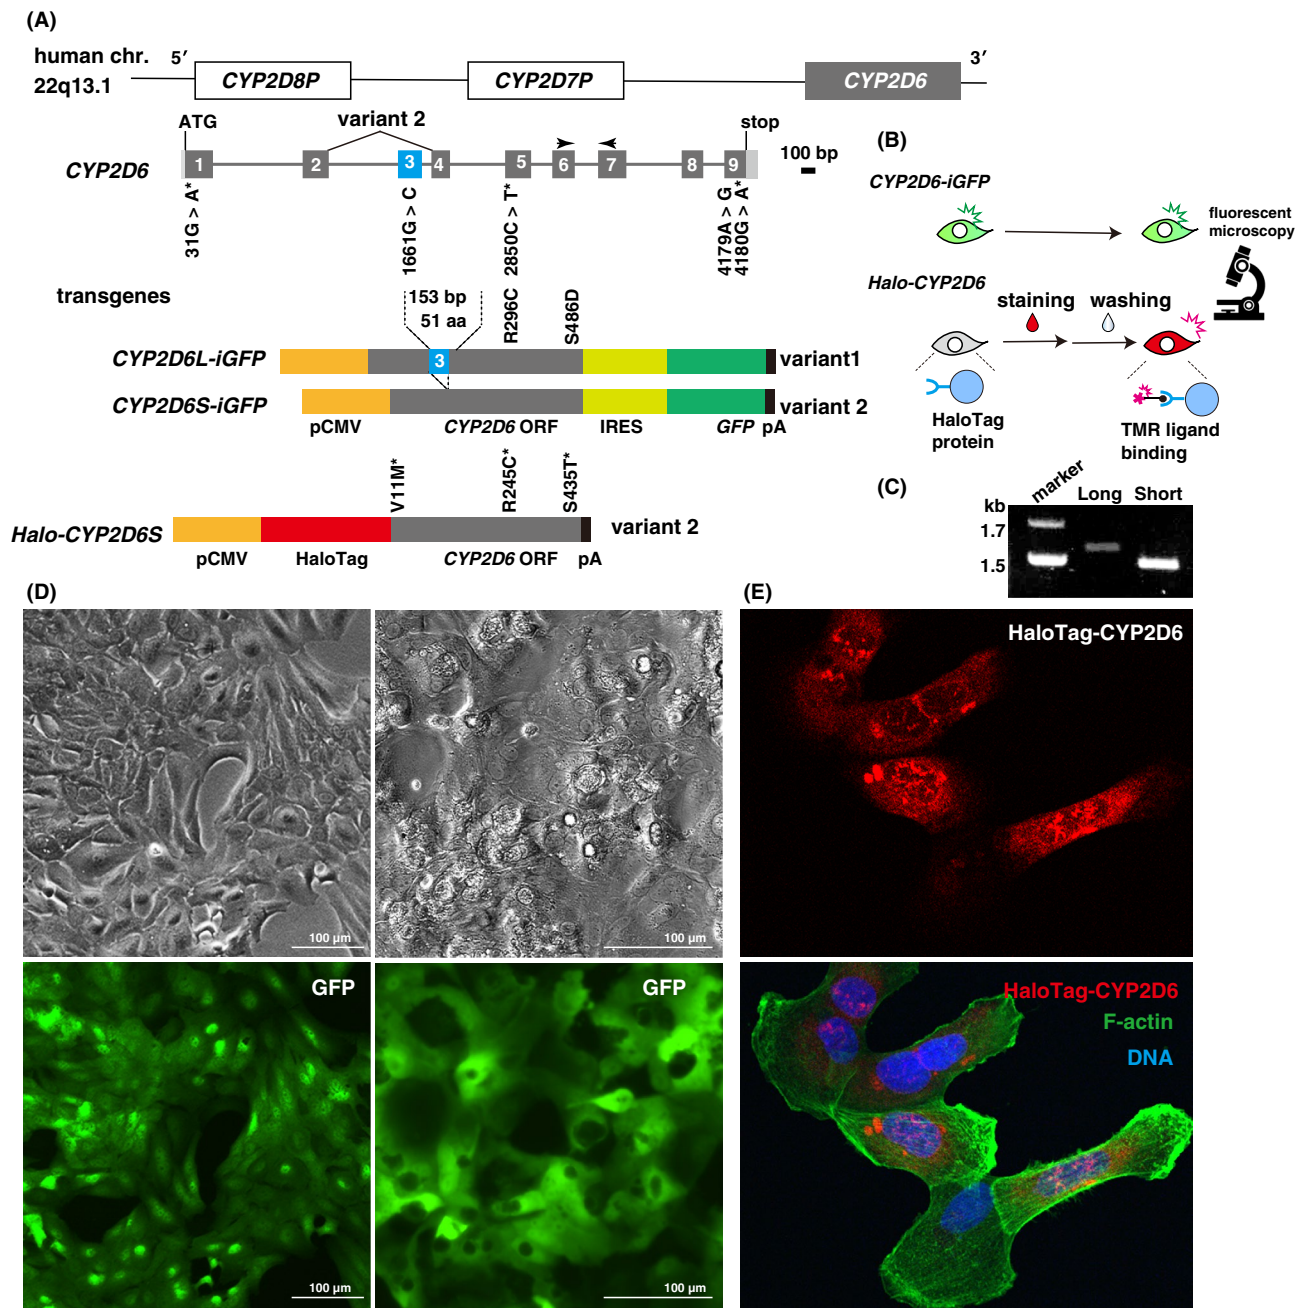 (A)
human chr.
22q13.1
5′
CYP2D8P
CYP2D7P
CYP2D6
3′
ATG
variant 2
stop
CYP2D6
1
2
3
4
5
6
7
8
9
100 bp
31G > A*
1661G > C
2850C > T*
4179A > G
4180G > A*
transgenes
153 bp
51 aa
R296C
S486D
CYP2D6L-iGFP
3
variant1
CYP2D6S-iGFP
variant 2
pCMV
CYP2D6 ORF
IRES
GFP
pA
V11M*
R245C*
S435T*
Halo-CYP2D6S
variant 2
pCMV
HaloTag
CYP2D6 ORF
pA
(B)
CYP2D6-iGFP
fluorescent
microscopy
Halo-CYP2D6
staining
washing
HaloTag
protein
TMR ligand
binding
(C)
kb
marker
Long
Short
1.7
1.5
(D)
100 µm
100 µm
GFP
100 µm
GFP
100 µm
(E)
HaloTag-CYP2D6
HaloTag-CYP2D6
F-actin
DNA